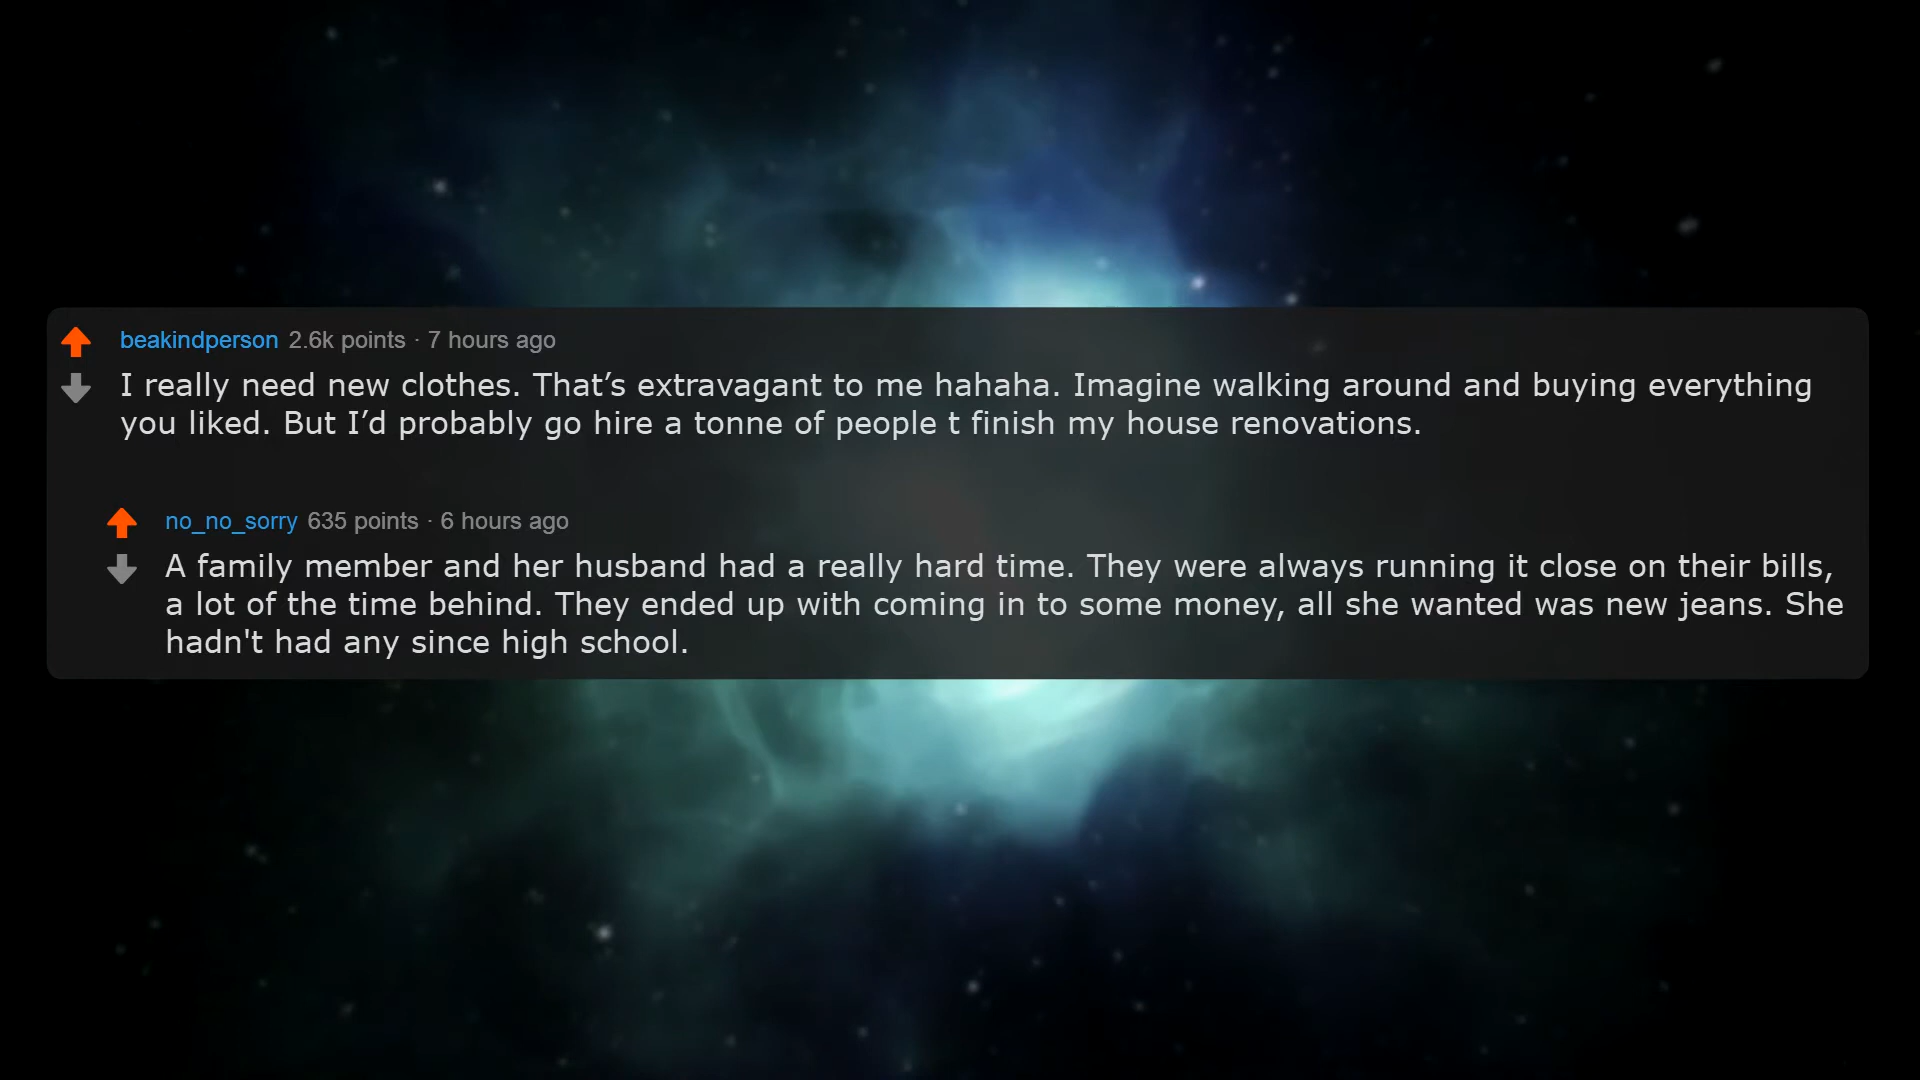 beakindperson 2.6k points · 7 hours ago
I really need new clothes. That’s extravagant to me hahaha. Imagine walking around and buying everything
you liked. But I’d probably go hire a tonne of people t finish my house renovations.
no_no_sorry 635 points · 6 hours ago
A family member and her husband had a really hard time. They were always running it close on their bills,
a lot of the time behind. They ended up with coming in to some money, all she wanted was new jeans. She
hadn't had any since high school.